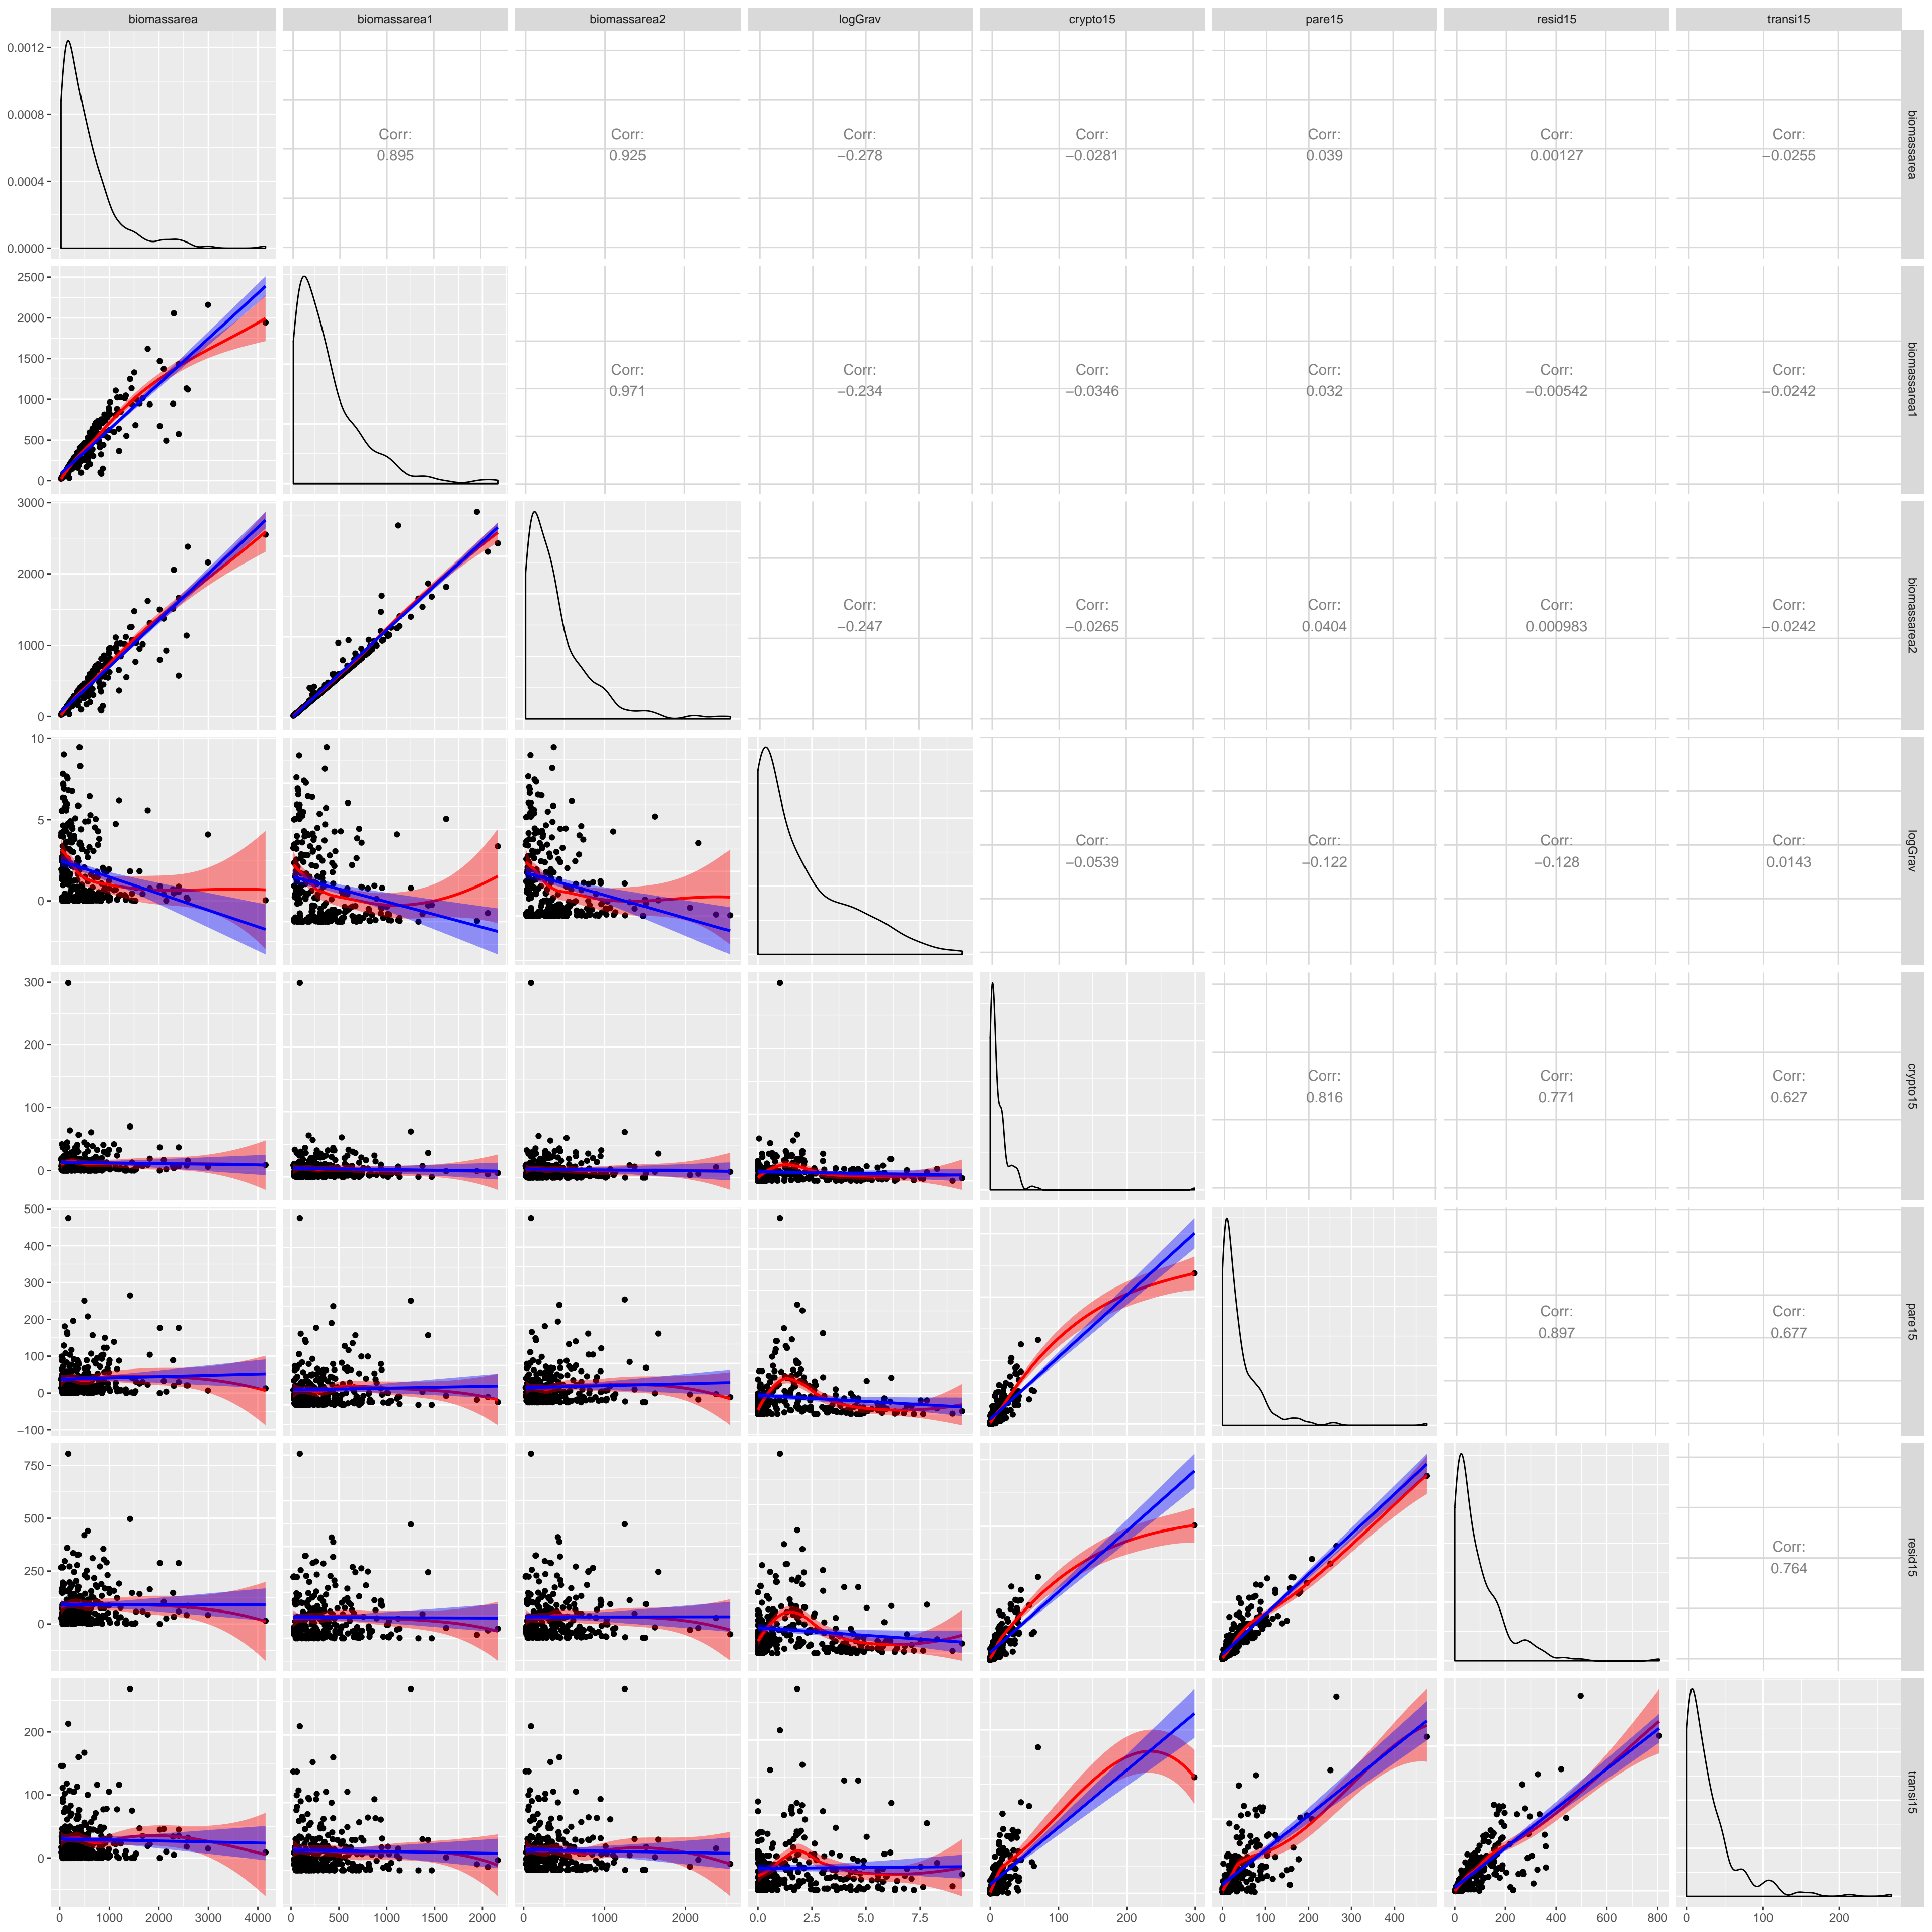 biomassarea biomassarea1 biomassarea2 logGrav crypto15 pare15 resid15 transi15
0.0012
0.0008
0.0004
0.0000
Corr:
0.895
Corr:
0.925
Corr:
−0.278
Corr:
−0.0281
Corr:
0.039
Corr:
0.00127
Corr:
−0.0255
biomassarea
2500
2000
1500
1000
500
0
Corr:
0.971
Corr:
−0.234
Corr:
−0.0346
Corr:
0.032
Corr:
−0.00542
Corr:
−0.0242
biomassarea1
3000
2000
1000
0
Corr:
−0.247
Corr:
−0.0265
Corr:
0.0404
Corr:
0.000983
Corr:
−0.0242
biomassarea2
10
5
0
Corr:
−0.0539
Corr:
−0.122
Corr:
−0.128
Corr:
0.0143
logGrav
300
200
100
0
Corr:
0.816
Corr:
0.771
Corr:
0.627
crypto15
500
400
300
200
100
0
−100
Corr:
0.897
Corr:
0.677
pare15
750
500
250
0
Corr:
0.764
resid15
200
100
0
transi15
0 1000 2000 3000 4000 0 500 1000 1500 2000 0 1000 2000 0.0 2.5 5.0 7.5 0 100 200 300 0 100 200 300 400 0 200 400 600 800 0 100 200